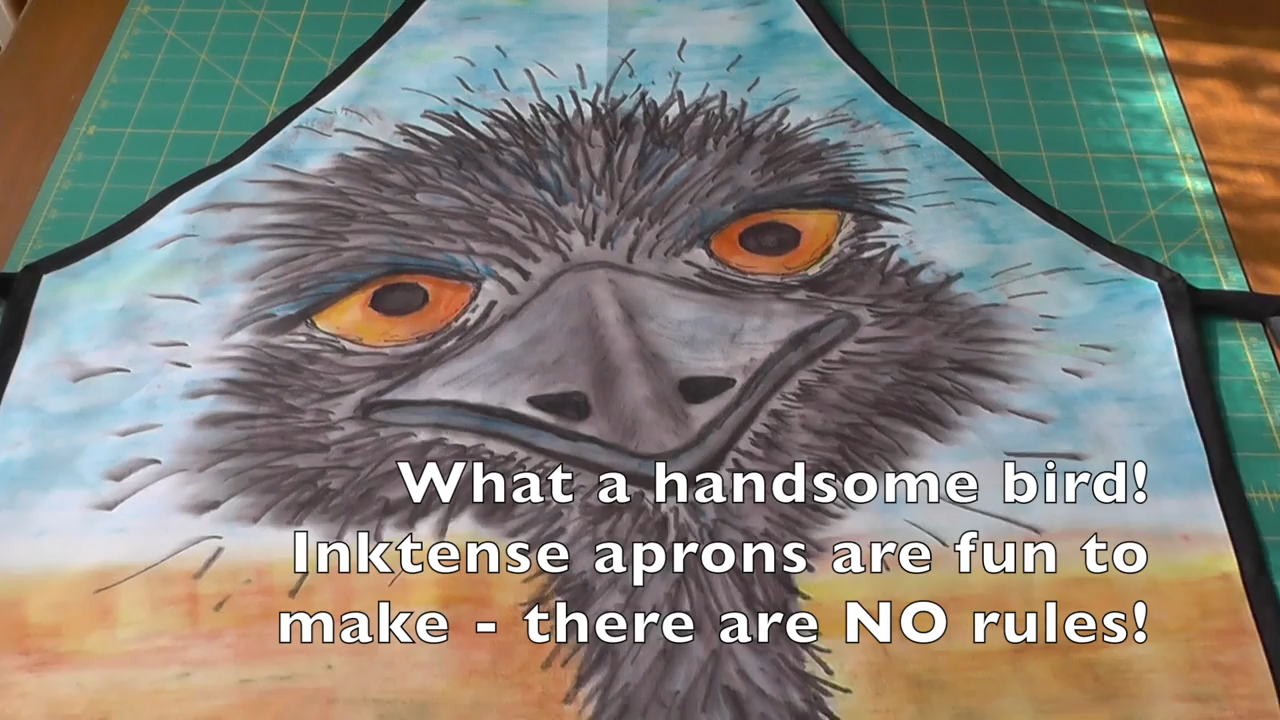 What a handsome bird!
Inktense aprons are fun to
make - there are NO rules!